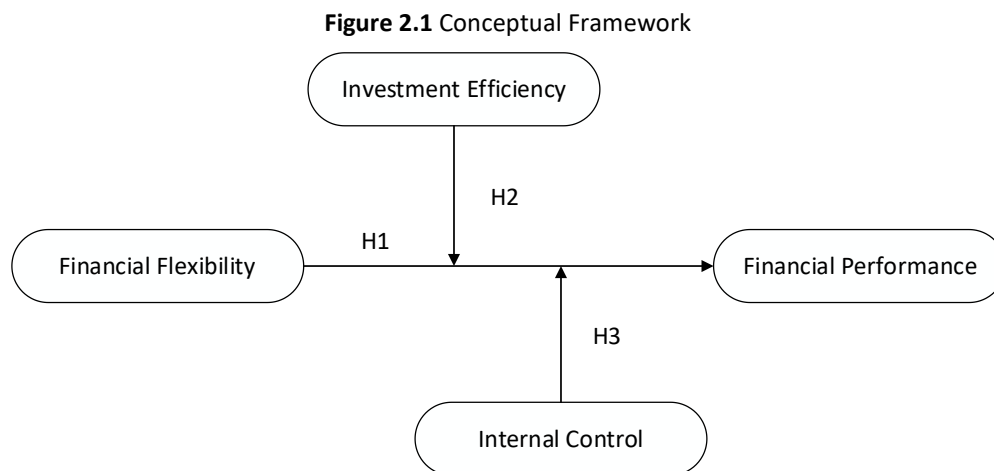 Figure 2.1 Conceptual Framework
Investment Efficiency
H2
H1
Financial Flexibility
Financial Performance
H3
Internal Control